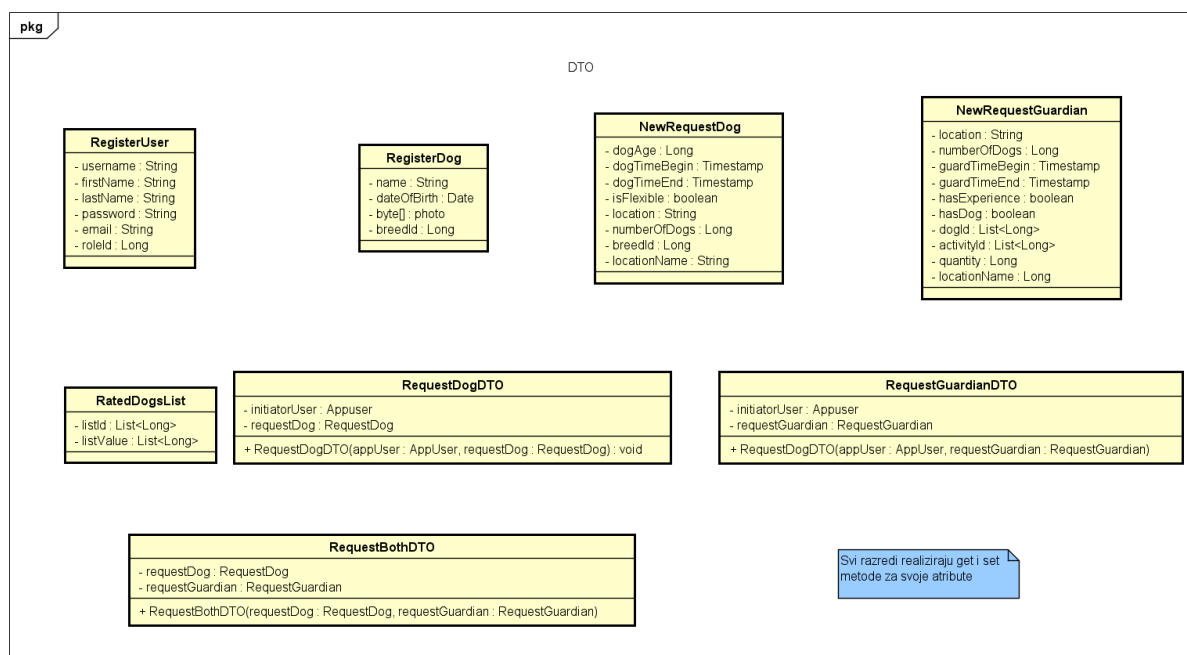 pkg
DTO
RegisterUser
- username : String
- firstName : String
- lastName : String
- password : String
- email : String
- roleId : Long
RegisterDog
- name : String
- dateOfBirth : Date
- byte[] : photo
- breedId : Long
NewRequestDog
- dogAge : Long
- dogTimeBegin : Timestamp
- dogTimeEnd : Timestamp
- isFlexible : boolean
- location : String
- numberOfDogs : Long
- breedId : Long
- locationName : String
NewRequestGuardian
- location : String
- numberOfDogs : Long
- guardTimeBegin : Timestamp
- guardTimeEnd : Timestamp
- hasExperience : boolean
- hasDog : boolean
- dogId : List<Long>
- activityId : List<Long>
- quantity : Long
- locationName : Long
RatedDogsList
- listId : List<Long>
- listValue : List<Long>
RequestDogDTO
- initiatorUser : Appuser
- requestDog : RequestDog
+ RequestDogDTO(appUser : AppUser, requestDog : RequestDog) : void
RequestGuardianDTO
- initiatorUser : Appuser
- requestGuardian : RequestGuardian
+ RequestDogDTO(appUser : AppUser, requestGuardian : RequestGuardian)
RequestBothDTO
- requestDog : RequestDog
- requestGuardian : RequestGuardian
+ RequestBothDTO(requestDog : RequestDog, requestGuardian : RequestGuardian)
Svi razredi realiziraju get i set
metode za svoje atribute